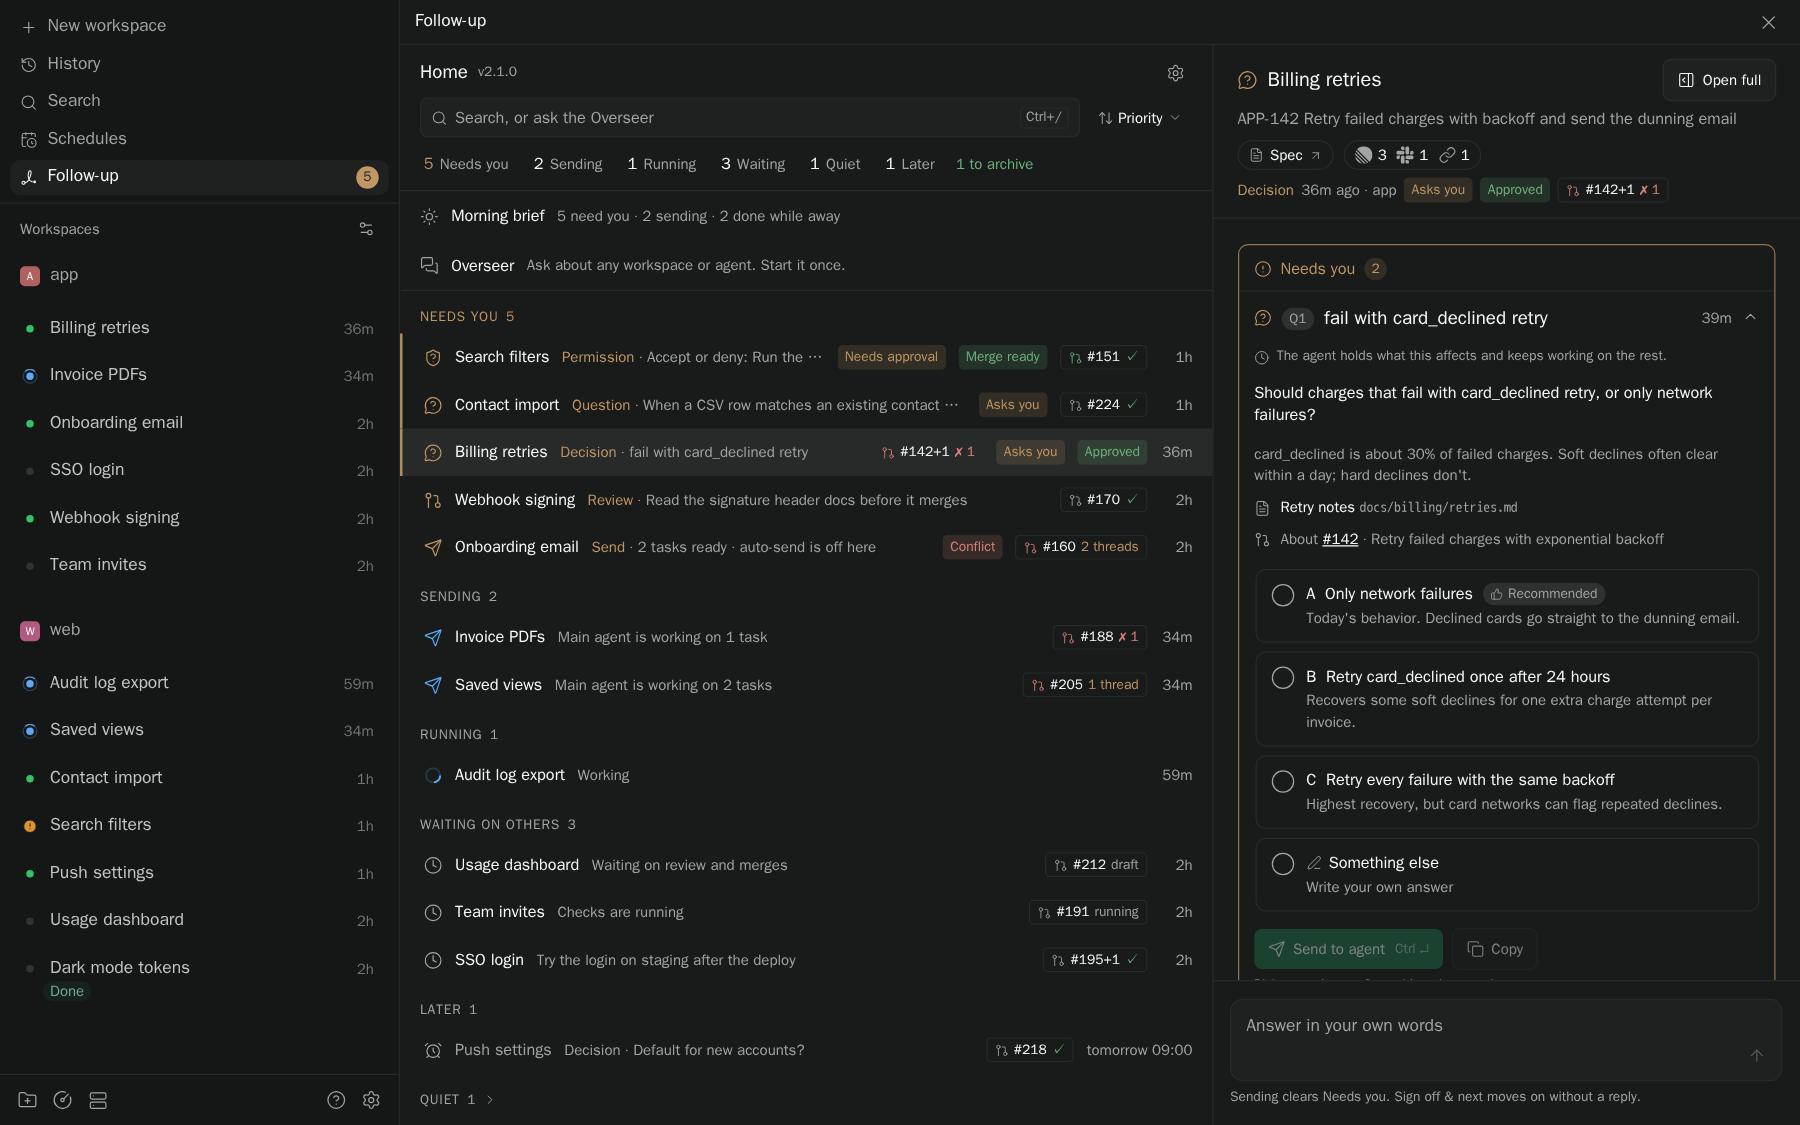 New workspace
History
Search
Schedules
Follow-up 5
Workspaces
A app
Billing retries 36m
Invoice PDFs 34m
Onboarding email 2h
SSO login 2h
Webhook signing 2h
Team invites 2h
W web
Audit log export 59m
Saved views 34m
Contact import 1h
Search filters 1h
Push settings 1h
Usage dashboard 2h
Dark mode tokens 2h
Done
Follow-up
Home v2.1.0
Search, or ask the Overseer Ctrl+/ Priority
5 Needs you 2 Sending 1 Running 3 Waiting 1 Quiet 1 Later 1 to archive
Morning brief 5 need you · 2 sending · 2 done while away
Overseer Ask about any workspace or agent. Start it once.
NEEDS YOU 5
Search filters Permission · Accept or deny: Run the ··· Needs approval Merge ready #151 ✓ 1h
Contact import Question · When a CSV row matches an existing contact ··· Asks you #224 ✓ 1h
Billing retries Decision · fail with card_declined retry #142+1 ✗ 1 Asks you Approved 36m
Webhook signing Review · Read the signature header docs before it merges #170 ✓ 2h
Onboarding email Send · 2 tasks ready · auto-send is off here Conflict #160 2 threads 2h
SENDING 2
Invoice PDFs Main agent is working on 1 task #188 ✗ 1 34m
Saved views Main agent is working on 2 tasks #205 1 thread 34m
RUNNING 1
Audit log export Working 59m
WAITING ON OTHERS 3
Usage dashboard Waiting on review and merges #212 draft 2h
Team invites Checks are running #191 running 2h
SSO login Try the login on staging after the deploy #195+1 ✓ 2h
LATER 1
Push settings Decision · Default for new accounts? #218 ✓ tomorrow 09:00
QUIET 1
Billing retries Open full
APP-142 Retry failed charges with backoff and send the dunning email
Spec 3 1 1
Decision 36m ago · app Asks you Approved #142+1 ✗ 1
Needs you 2
Q1 fail with card_declined retry 39m
The agent holds what this affects and keeps working on the rest.
Should charges that fail with card_declined retry, or only network
failures?
card_declined is about 30% of failed charges. Soft declines often clear
within a day; hard declines don't.
Retry notes docs/billing/retries.md
About #142 · Retry failed charges with exponential backoff
A Only network failures Recommended
Today's behavior. Declined cards go straight to the dunning email.
B Retry card_declined once after 24 hours
Recovers some soft declines for one extra charge attempt per
invoice.
C Retry every failure with the same backoff
Highest recovery, but card networks can flag repeated declines.
Something else
Write your own answer
Send to agent Ctrl ↵ Copy
Answer in your own words
Sending clears Needs you. Sign off & next moves on without a reply.